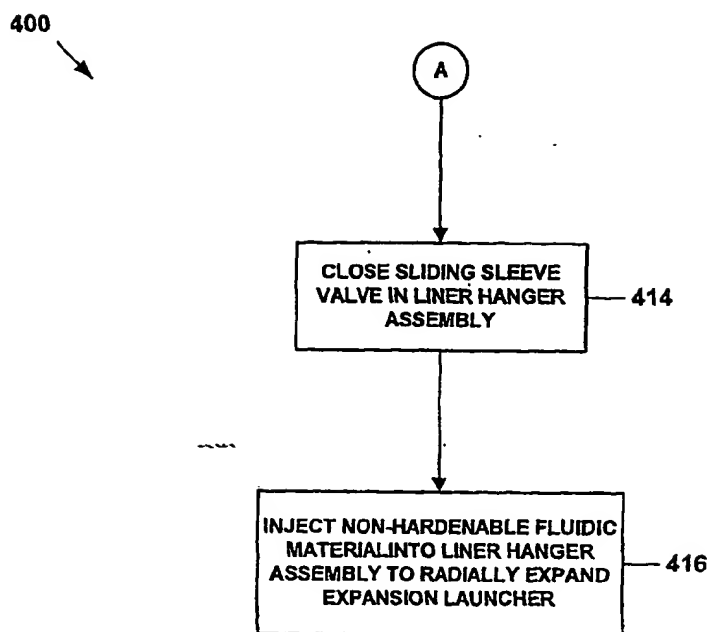 400
A
CLOSE SLIDING SLEEVE
VALVE IN LINER HANGER
ASSEMBLY
414
INJECT NON-HARDENABLE FLUIDIC
MATERIALINTO LINER HANGER
ASSEMBLY TO RADIALLY EXPAND
EXPANSION LAUNCHER
416